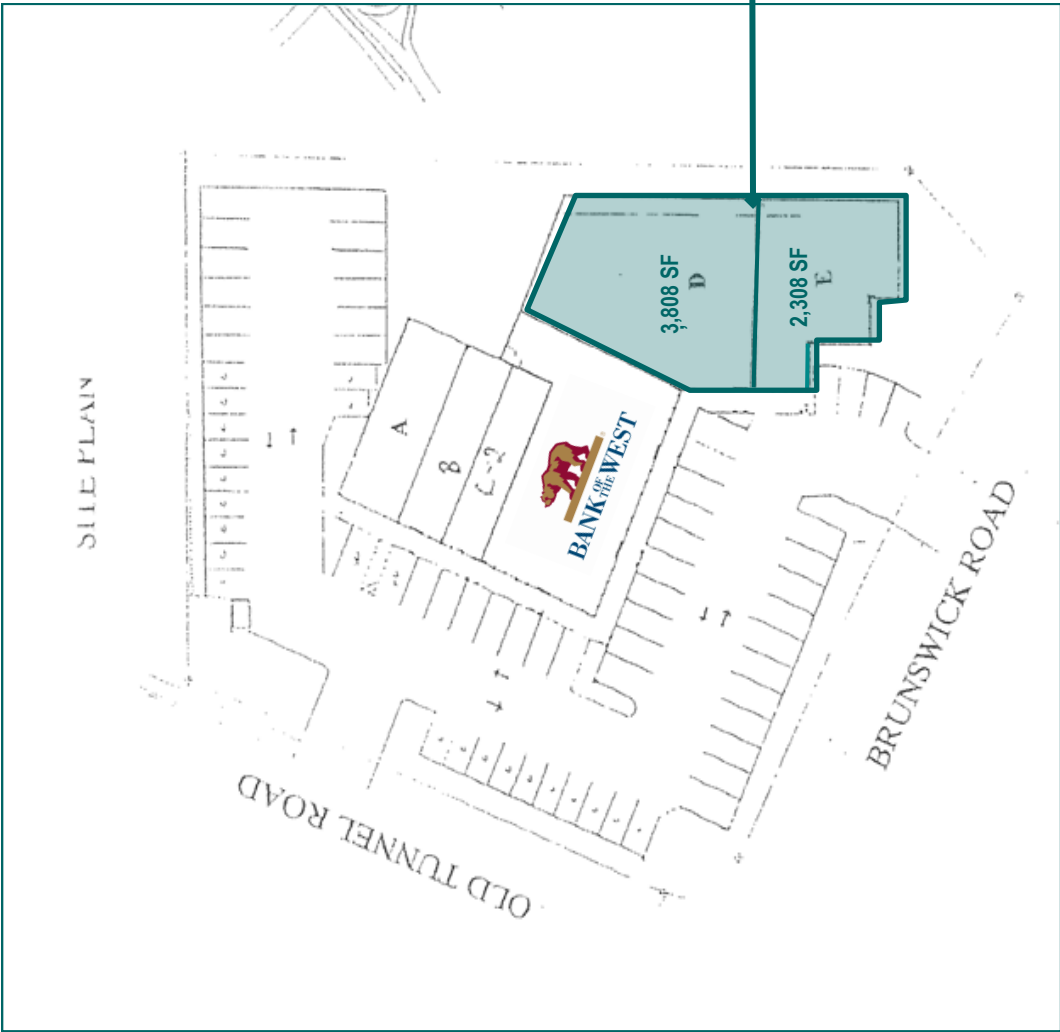 SITE PLAN
A
B
C-2
BANK OF THE WEST
3,808 SF
D
2,308 SF
E
OLD TUNNEL ROAD
BRUNSWICK ROAD